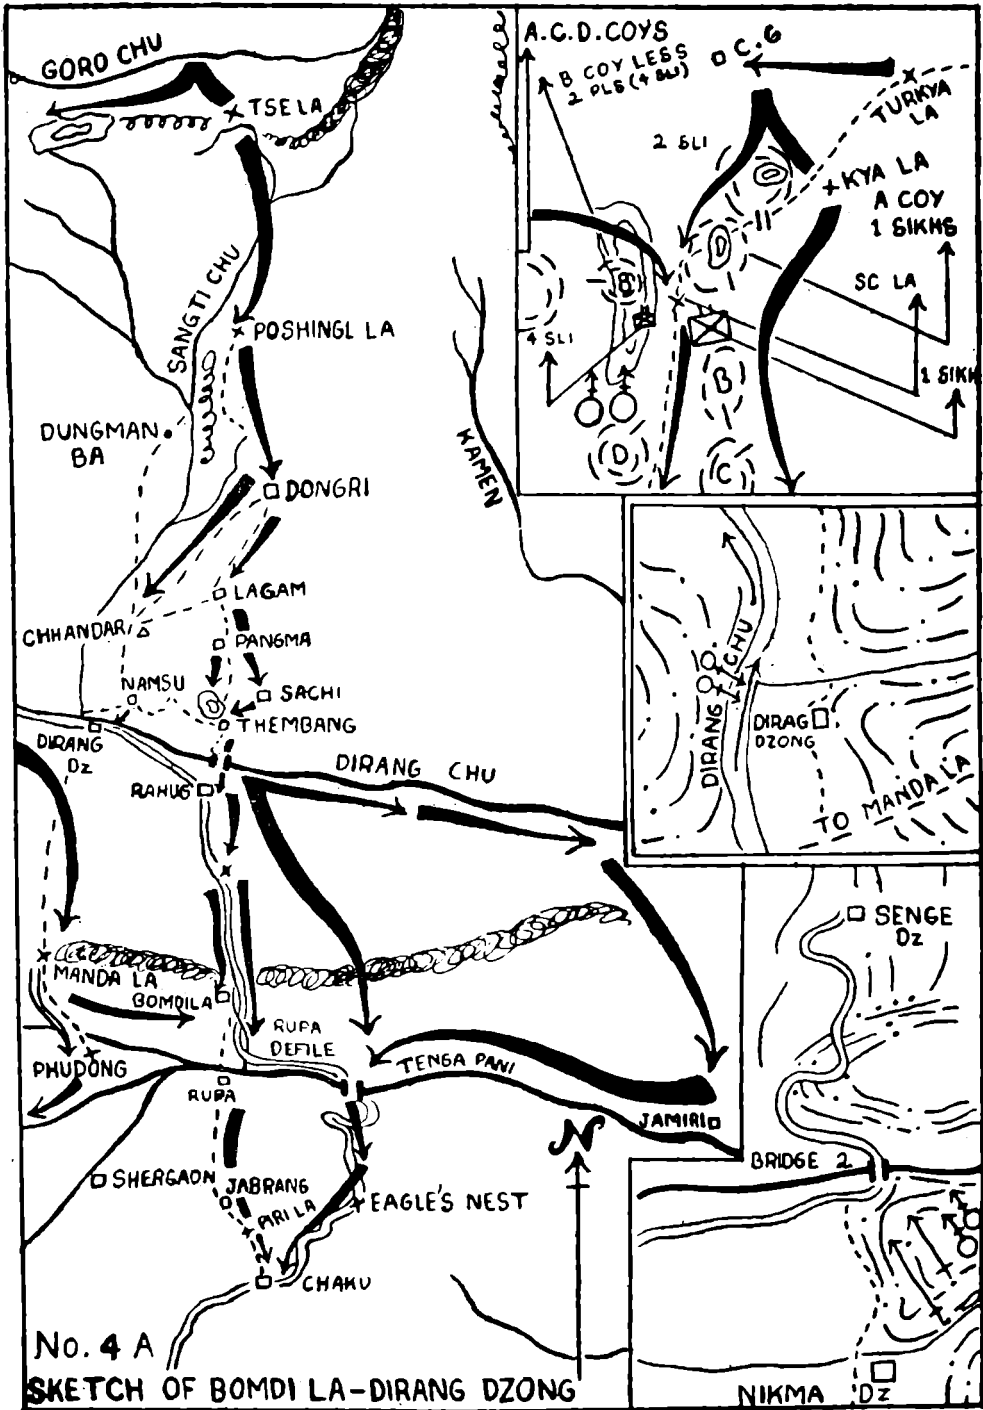 GORO CHU
TSE LA
SANGTI CHU
POSHINGL LA
DUNGMAN
BA
DONGRI
KAMEN
LAGAM
CHHANDAR
PANGMA
NAMSU
SACHI
THEMBANG
DIRANG
Dz
DIRANG CHU
RAHUG
MANDA LA
BOMDILA
RUPA
DEFILE
TENGA PANI
PHUDONG
RUPA
JAMIRI
SHERGAON
JABRANG
PIRI LA
EAGLE'S NEST
CHAKU
N
No. 4 A
SKETCH OF BOMDI LA-DIRANG DZONG
A.C.D. COYS
B COY LESS
2 PLS (4 SLI)
C.G
TURKYA
LA
2 SLI
KYA LA
A COY
1 SIKHS
SC LA
4 SLI
1 SIKH
B
D
B
D
C
DIRANG CHU
DIRAG
DZONG
TO MANDA LA
SENGE
Dz
BRIDGE 2
NIKMA Dz